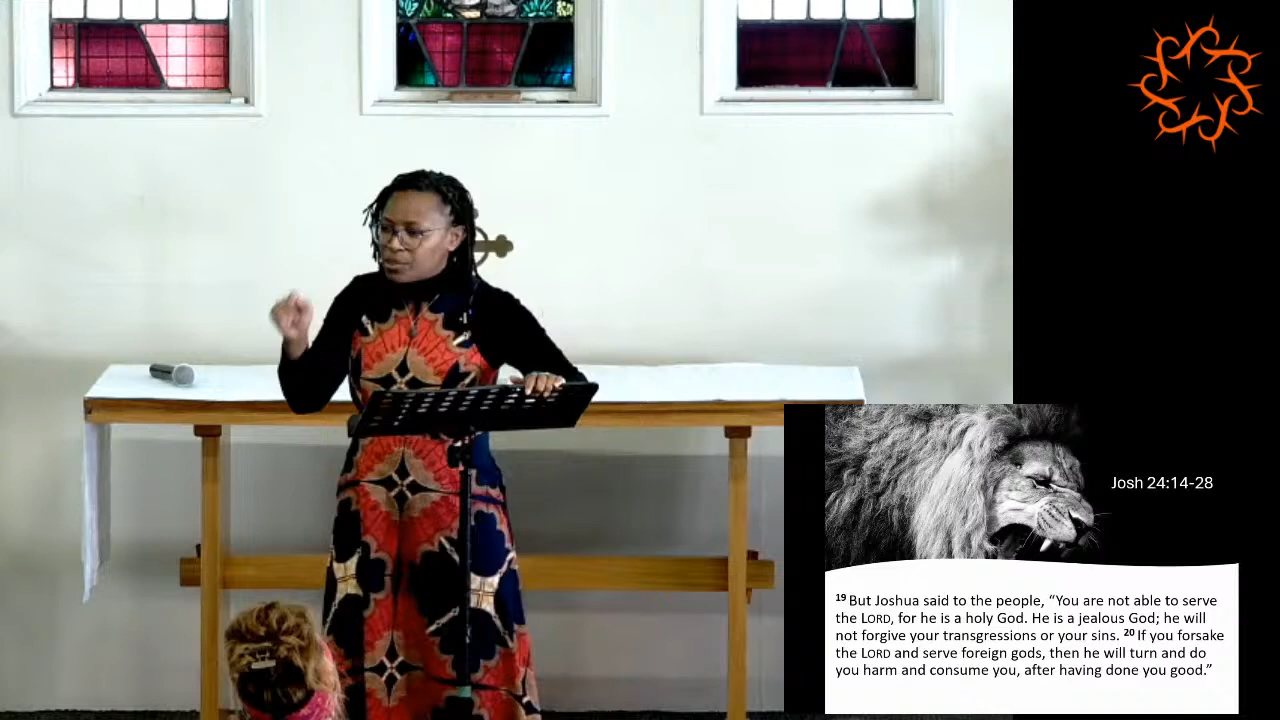 Josh 24:14-28
19 But Joshua said to the people, “You are not able to serve
the LORD, for he is a holy God. He is a jealous God; he will
not forgive your transgressions or your sins. 20 If you forsake
the LORD and serve foreign gods, then he will turn and do
you harm and consume you, after having done you good.”